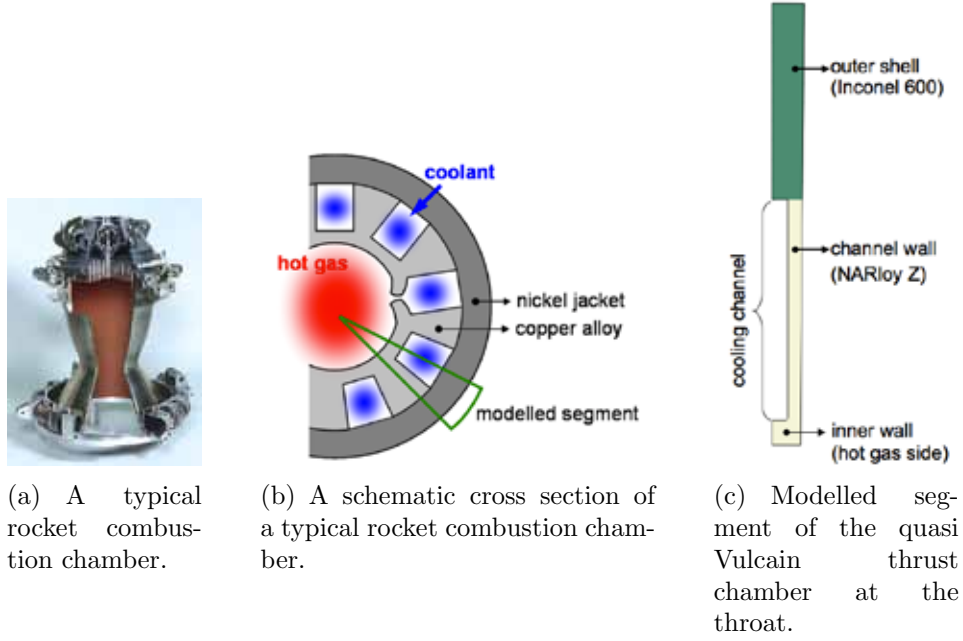 coolant
hot gas
nickel jacket
copper alloy
modelled segment
outer shell
(Inconel 600)
channel wall
(NARloy Z)
cooling channel
inner wall
(hot gas side)
(a) A typical
rocket combus-
tion chamber.
(b) A schematic cross section of
a typical rocket combustion cham-
ber.
(c) Modelled seg-
ment of the quasi
Vulcain thrust
chamber at the
throat.